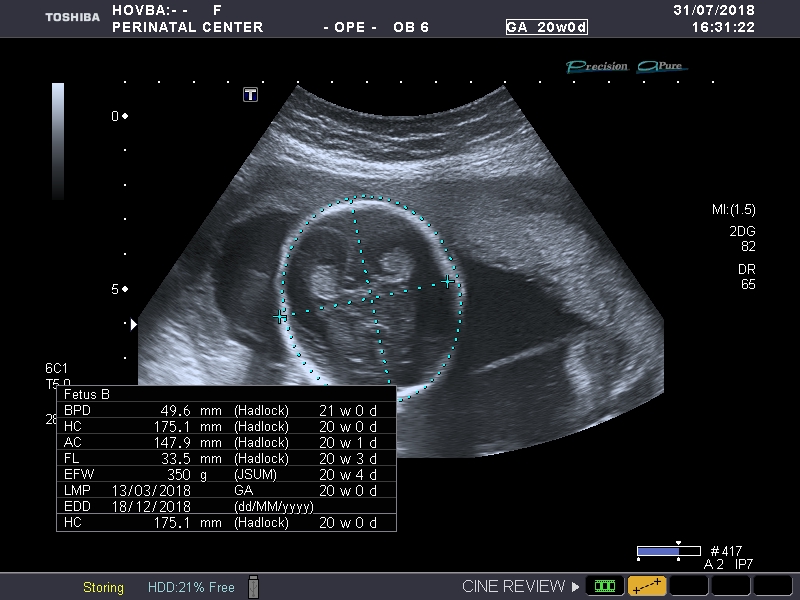 TOSHIBA
HOVBA:- - F
31/07/2018
PERINATAL CENTER - OPE - OB 6 GA 20w0d 16:31:22
Precision APure
T
0
MI:(1.5)
2DG
82
DR
65
5
6C1
T5.0
Fetus B
BPD 49.6 mm (Hadlock) 21 w 0 d
HC 175.1 mm (Hadlock) 20 w 0 d
AC 147.9 mm (Hadlock) 20 w 1 d
FL 33.5 mm (Hadlock) 20 w 3 d
EFW 350 g (JSUM) 20 w 4 d
LMP 13/03/2018 GA 20 w 0 d
EDD 18/12/2018 (dd/MM/yyyy)
HC 175.1 mm (Hadlock) 20 w 0 d
#417
A 2 IP7
Storing HDD:21% Free CINE REVIEW